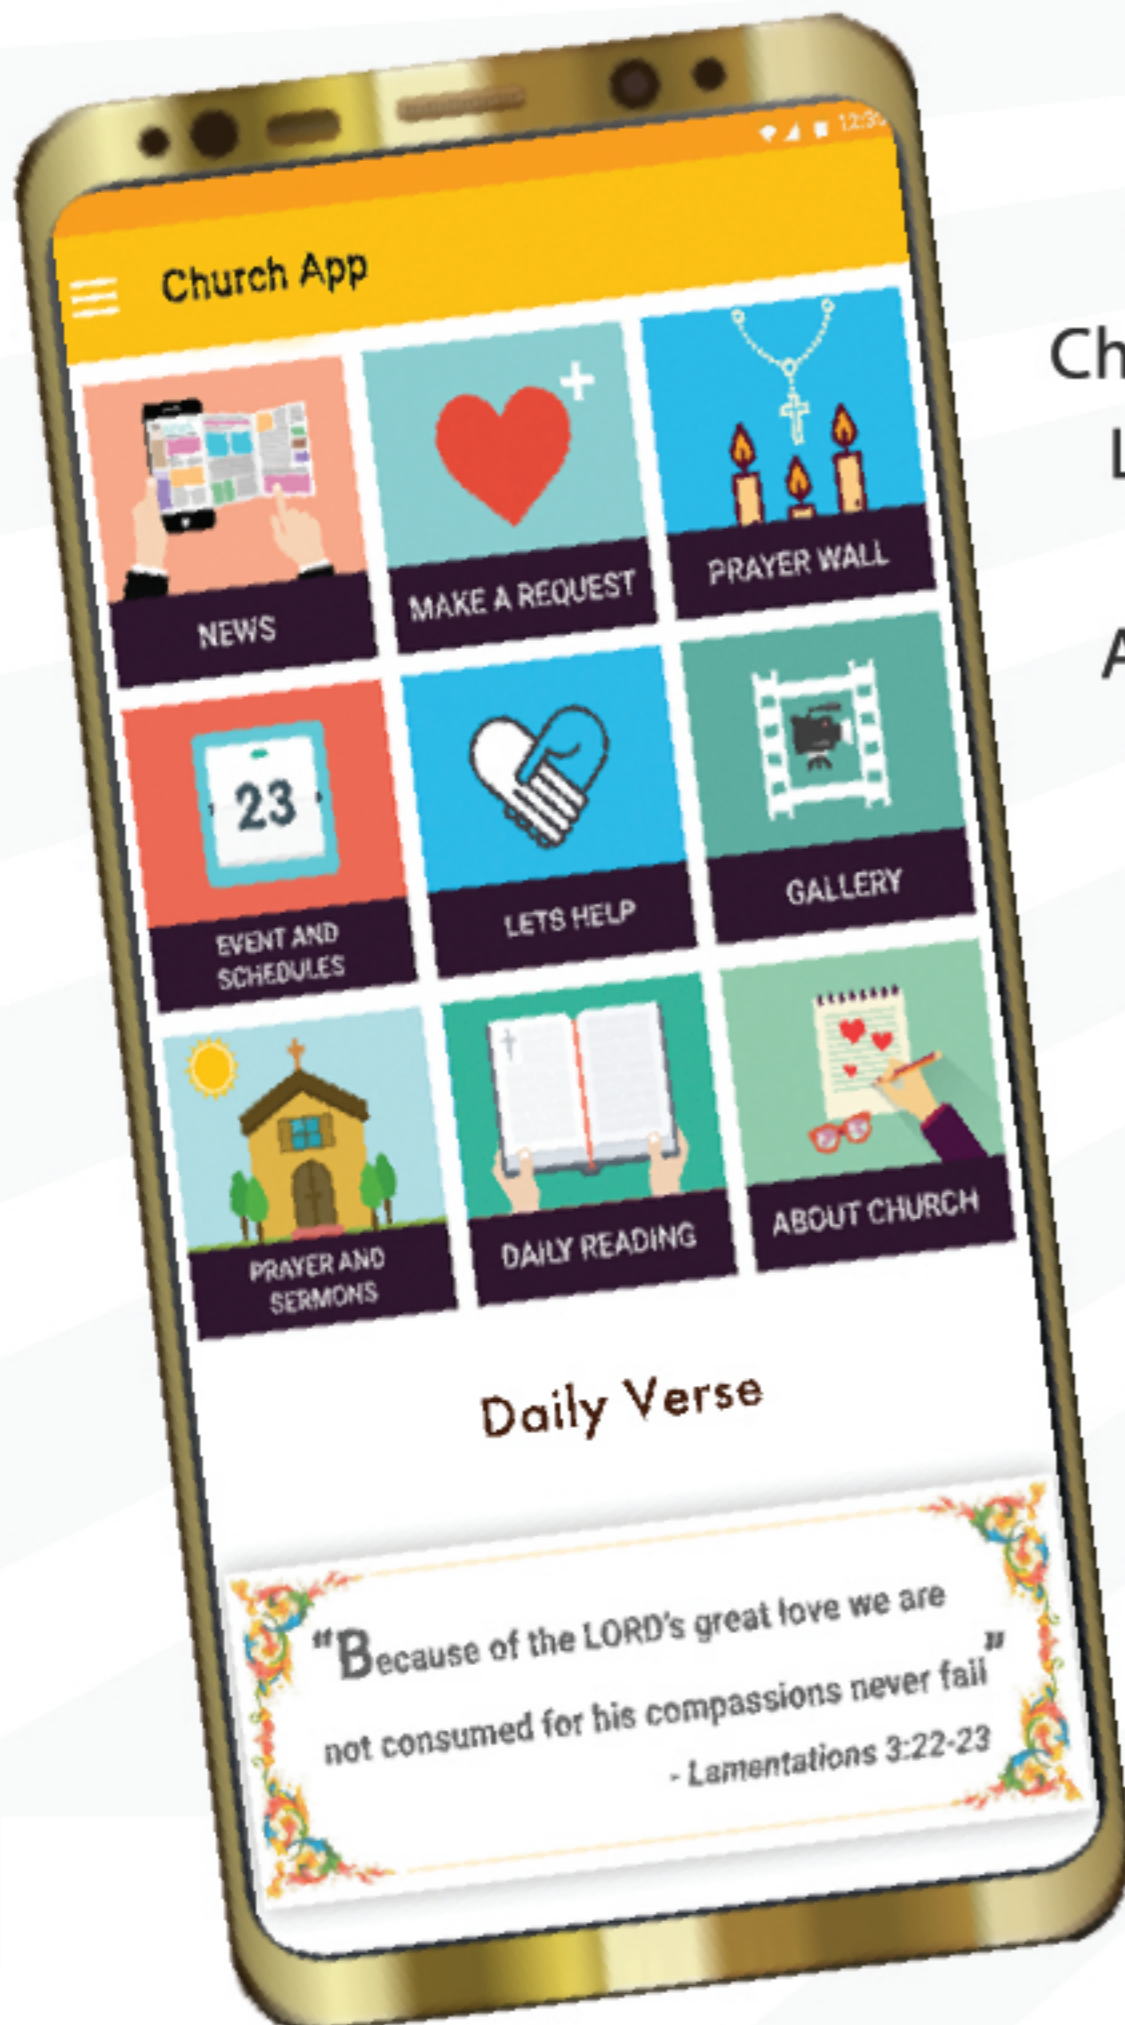 Church App
NEWS
MAKE A REQUEST
PRAYER WALL
23
EVENT AND
SCHEDULES
LETS HELP
GALLERY
PRAYER AND
SERMONS
DAILY READING
ABOUT CHURCH
Daily Verse
“Because of the LORD's great love we are
not consumed for his compassions never fail”
- Lamentations 3:22-23
Ch
L
A